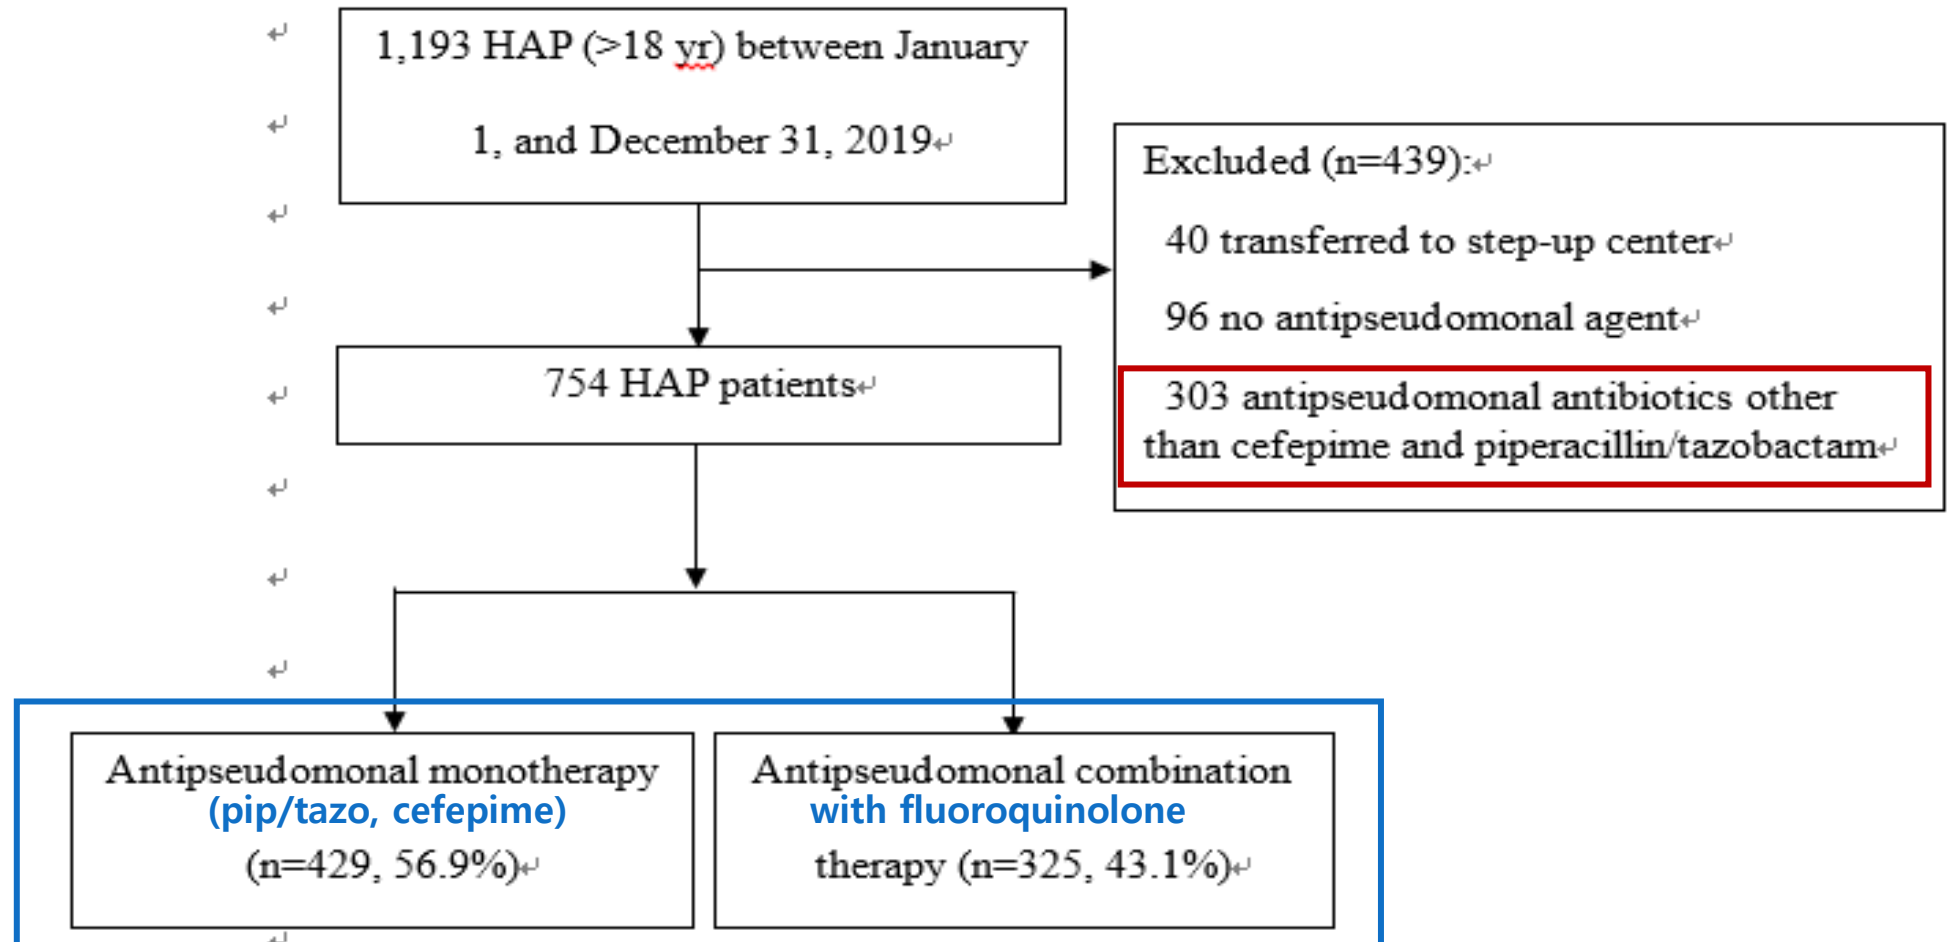 1,193 HAP (>18 yr) between January
1, and December 31, 2019↵
Excluded (n=439):↵
40 transferred to step-up center↵
96 no antipseudomonal agent↵
303 antipseudomonal antibiotics other
than cefepime and piperacillin/tazobactam↵
754 HAP patients↵
Antipseudomonal monotherapy
(pip/tazo, cefepime)
(n=429, 56.9%)↵
Antipseudomonal combination
with fluoroquinolone
therapy (n=325, 43.1%)↵